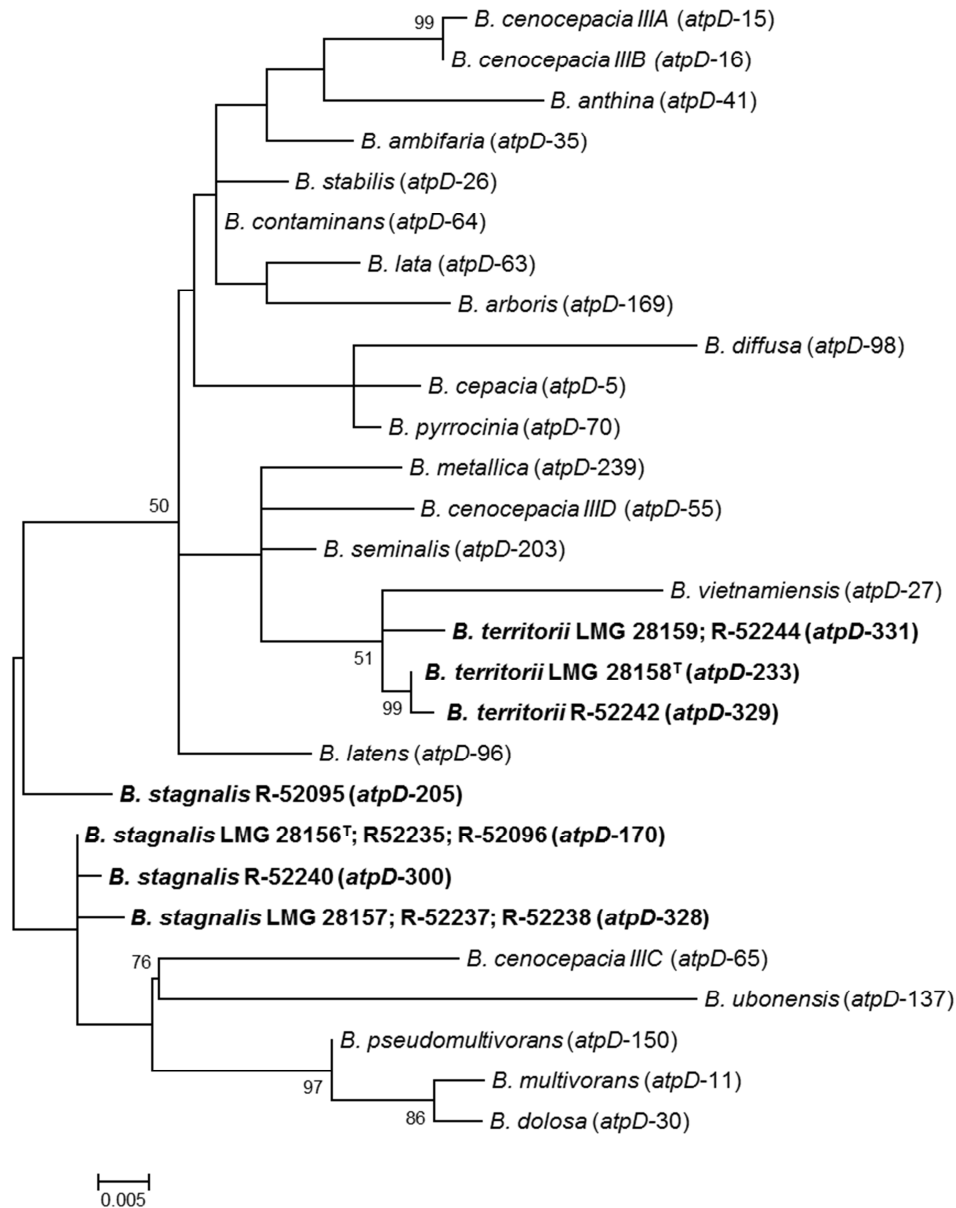 99
B. cenocepacia IIIA (atpD-15)
B. cenocepacia IIIB (atpD-16)
B. anthina (atpD-41)
B. ambifaria (atpD-35)
B. stabilis (atpD-26)
B. contaminans (atpD-64)
B. lata (atpD-63)
B. arboris (atpD-169)
B. diffusa (atpD-98)
B. cepacia (atpD-5)
B. pyrrocinia (atpD-70)
B. metallica (atpD-239)
50
B. cenocepacia IIID (atpD-55)
B. seminalis (atpD-203)
B. vietnamiensis (atpD-27)
B. territorii LMG 28159; R-52244 (atpD-331)
51
B. territorii LMG 28158ᵀ (atpD-233)
99
B. territorii R-52242 (atpD-329)
B. latens (atpD-96)
B. stagnalis R-52095 (atpD-205)
B. stagnalis LMG 28156ᵀ; R52235; R-52096 (atpD-170)
B. stagnalis R-52240 (atpD-300)
B. stagnalis LMG 28157; R-52237; R-52238 (atpD-328)
76
B. cenocepacia IIIC (atpD-65)
B. ubonensis (atpD-137)
B. pseudomultivorans (atpD-150)
97
B. multivorans (atpD-11)
86
B. dolosa (atpD-30)
0.005